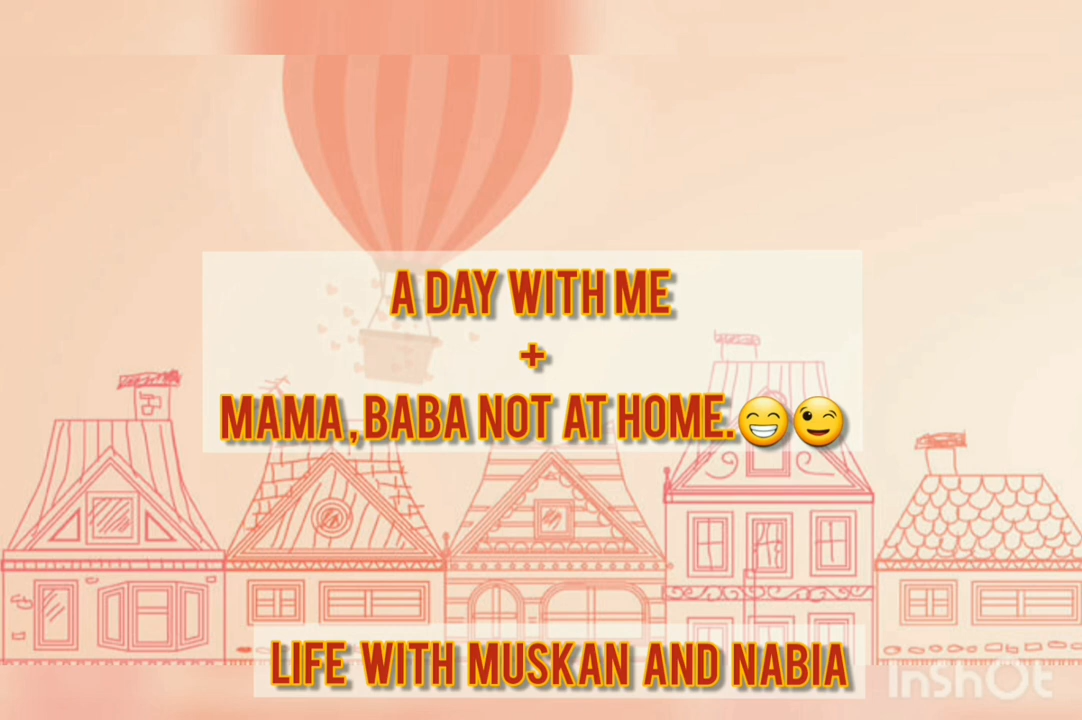 A DAY WITH ME
+
MAMA, BABA NOT AT HOME.😁😉
LIFE WITH MUSKAN AND NABIA
InShOt